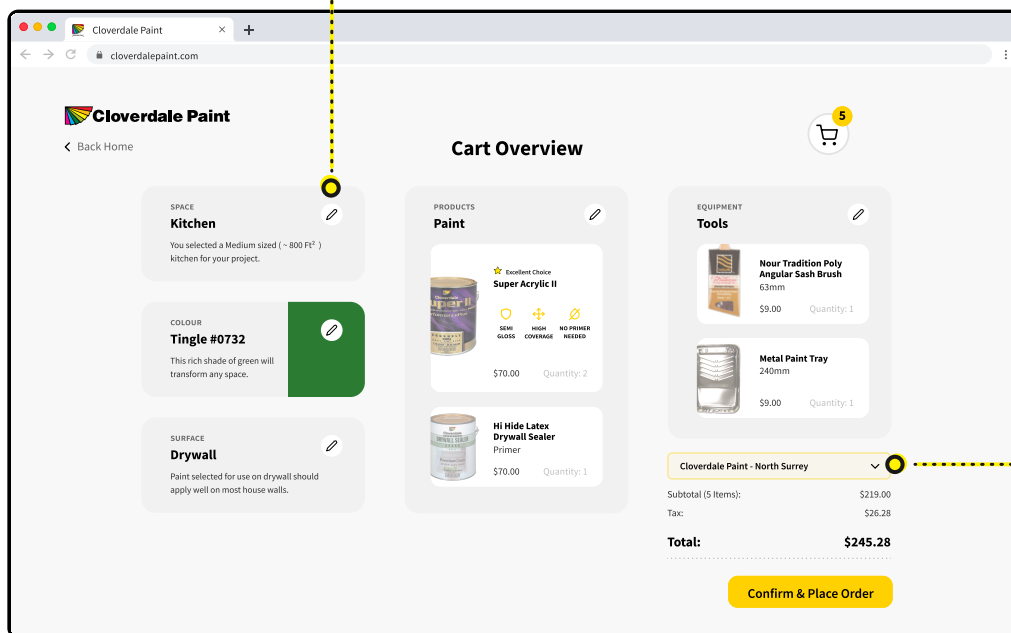 Cloverdale Paint
cloverdalepaint.com
Cloverdale Paint
Back Home
Cart Overview
5
SPACE
Kitchen
You selected a Medium sized ( ~ 800 Ft² )
kitchen for your project.
COLOUR
Tingle #0732
This rich shade of green will
transform any space.
SURFACE
Drywall
Paint selected for use on drywall should
apply well on most house walls.
PRODUCTS
Paint
Excellent Choice
Super Acrylic II
SEMI
GLOSS
HIGH
COVERAGE
NO PRIMER
NEEDED
$70.00
Quantity: 2
Hi Hide Latex
Drywall Sealer
Primer
$70.00
Quantity: 1
DRYWALL SEALER
EQUIPMENT
Tools
Nour Tradition Poly
Angular Sash Brush
63mm
$9.00
Quantity: 1
Metal Paint Tray
240mm
$9.00
Quantity: 1
Cloverdale Paint - North Surrey
Subtotal (5 Items):
$219.00
Tax:
$26.28
Total:
$245.28
Confirm & Place Order